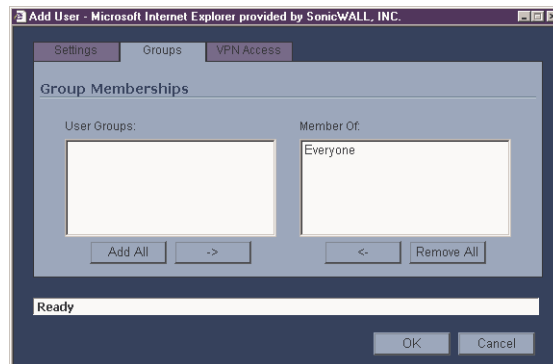 Add User - Microsoft Internet Explorer provided by SonicWALL, INC.
Settings Groups VPN Access
Group Memberships
User Groups: Member Of:
Everyone
Add All -> <- Remove All
Ready
OK Cancel